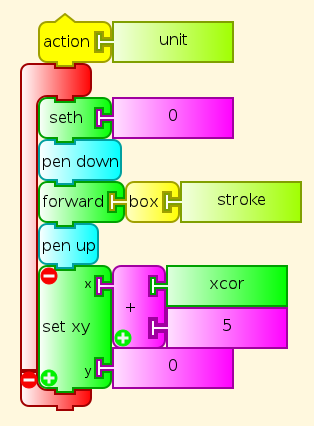 action unit
seth 0
pen down
forward box stroke
pen up
x xcor
+
set xy 5
y 0